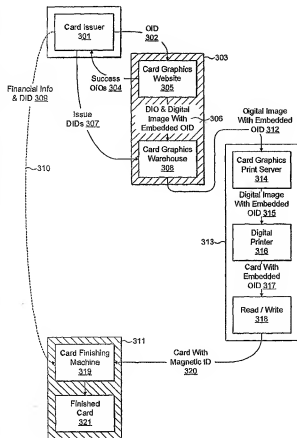 Card Issuer
301
OID
302
303
Card Graphics
Website
305
Success
OIOs 304
Financial Info
& DID 309
Issue
DIDs 307
DIO & Digital
Image With
Embedded OID
306
Card Graphics
Warehouse
308
310
Digital Image
With Embedded
OID 312
Card Graphics
Print Server
314
Digital Image
With Embedded
OID 315
313
Digital
Printer
316
Card With
Embedded
OID 317
Read / Write
318
311
Card Finishing
Machine
319
Card With
Magnetic ID
320
Finished
Card
321